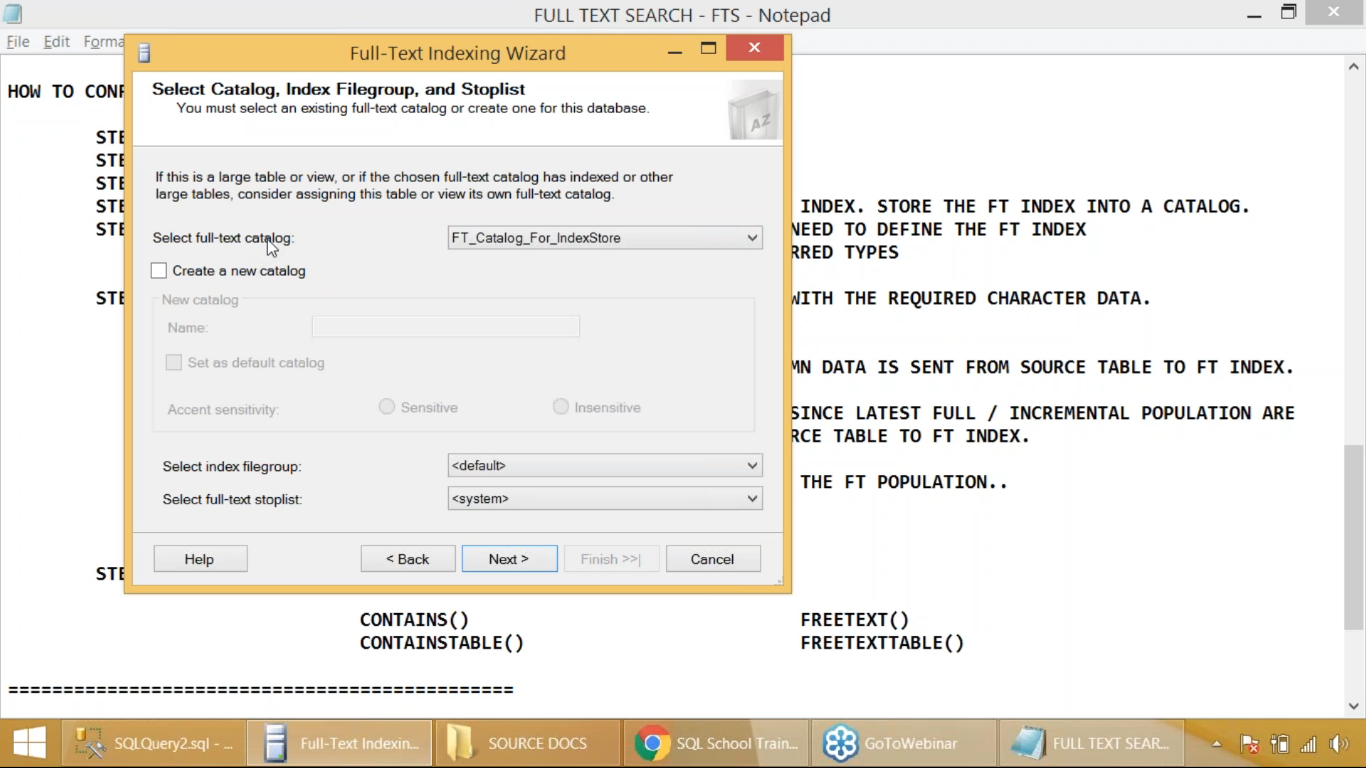 FULL TEXT SEARCH - FTS - Notepad
File Edit Forma
Full-Text Indexing Wizard
Select Catalog, Index Filegroup, and Stoplist
You must select an existing full-text catalog or create one for this database.
AZ
If this is a large table or view, or if the chosen full-text catalog has indexed or other
large tables, consider assigning this table or view its own full-text catalog.
Select full-text catalog: FT_Catalog_For_IndexStore
Create a new catalog
New catalog
Name:
Set as default catalog
Accent sensitivity: Sensitive Insensitive
Select index filegroup: <default>
Select full-text stoplist: <system>
Help < Back Next > Finish >>| Cancel
HOW TO CONF
STE
STE
STE
STE INDEX. STORE THE FT INDEX INTO A CATALOG.
STE NEED TO DEFINE THE FT INDEX
RRED TYPES
STE WITH THE REQUIRED CHARACTER DATA.
MN DATA IS SENT FROM SOURCE TABLE TO FT INDEX.
SINCE LATEST FULL / INCREMENTAL POPULATION ARE
RCE TABLE TO FT INDEX.
THE FT POPULATION..
STE
CONTAINS() FREETEXT()
CONTAINSTABLE() FREETEXTTABLE()
==============================================
SQLQuery2.sql - ... Full-Text Indexin... SOURCE DOCS SQL School Train... GoToWebinar FULL TEXT SEAR...